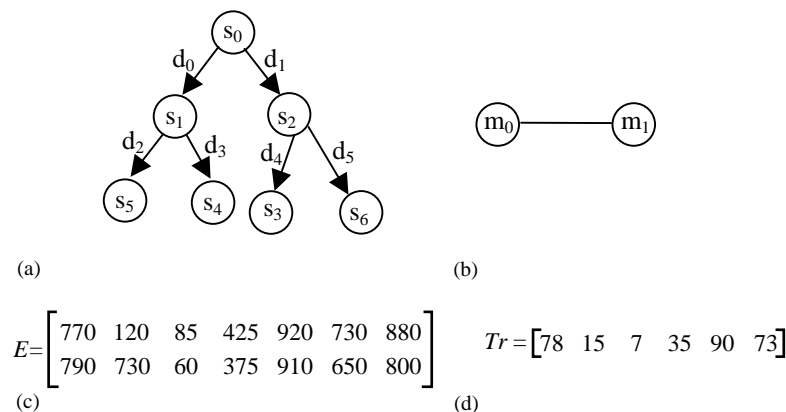 s₀
d₀ d₁
s₁ s₂
m₀ m₁
d₂ d₃ d₄ d₅
s₅ s₄ s₃ s₆
(a) (b)
E= [770 120 85 425 920 730 880
790 730 60 375 910 650 800]
Tr = [78 15 7 35 90 73]
(c) (d)